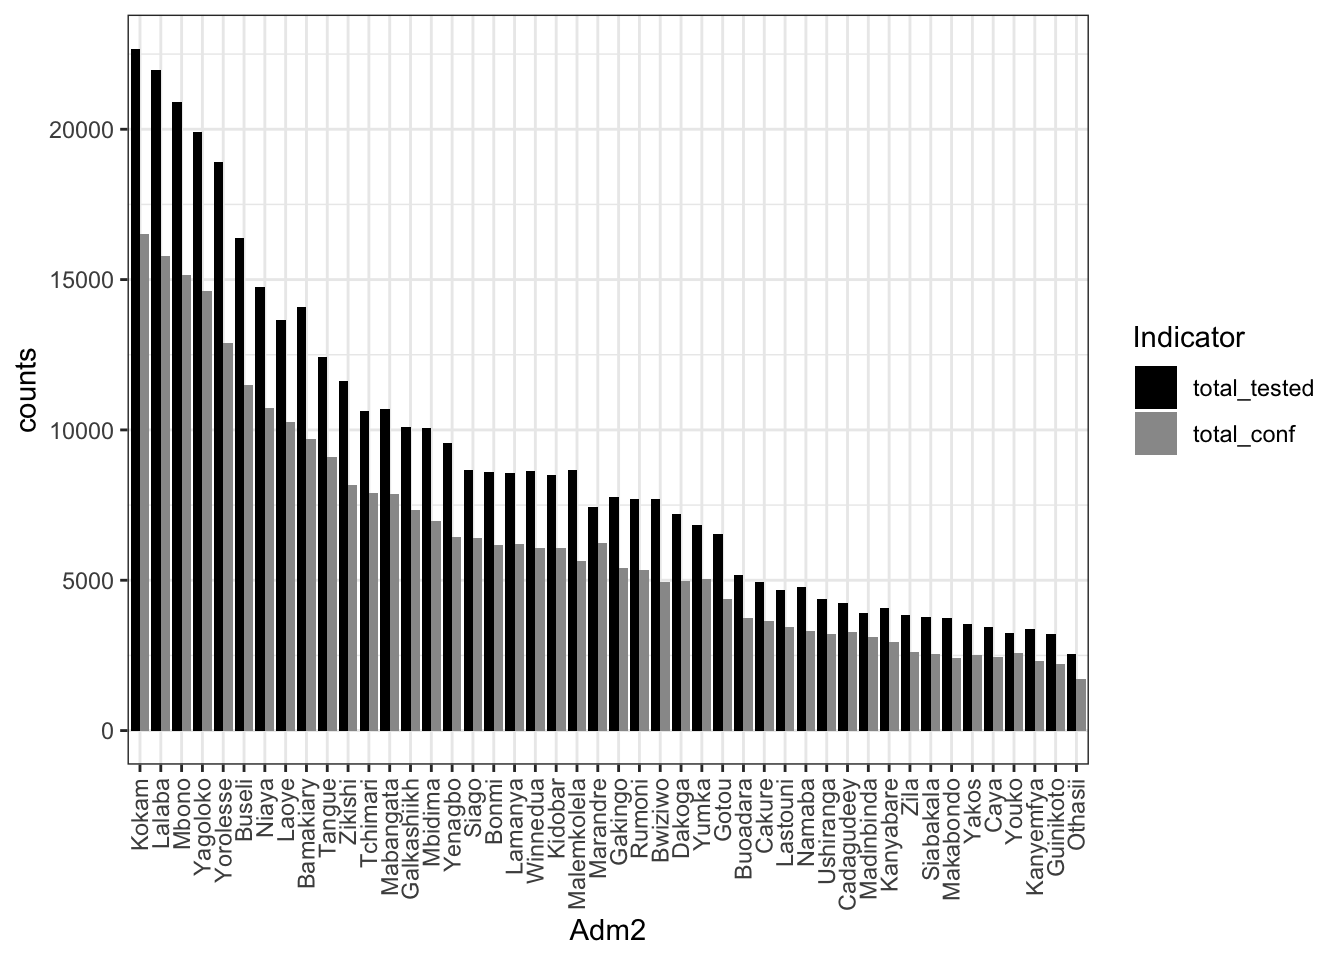 counts
20000
15000
10000
5000
0
Kokam
Lalaba
Mbono
Yagoloko
Yorolesse
Buseli
Niaya
Laoye
Bamakiary
Tangue
Zikishi
Tchimari
Mabangata
Galkashiikh
Mbidima
Yenagbo
Siago
Bonmi
Lamanya
Winnedua
Kidobar
Malemkolela
Marandre
Gakingo
Rumoni
Bwiziwo
Dakoga
Yumka
Gotou
Buoadara
Cakure
Lastouni
Namaba
Ushiranga
Cadagudeey
Madinbinda
Kanyabare
Zila
Siabakala
Makabondo
Yakos
Caya
Youko
Kanyemfya
Guinikoto
Othasii
Adm2
Indicator
total_tested
total_conf